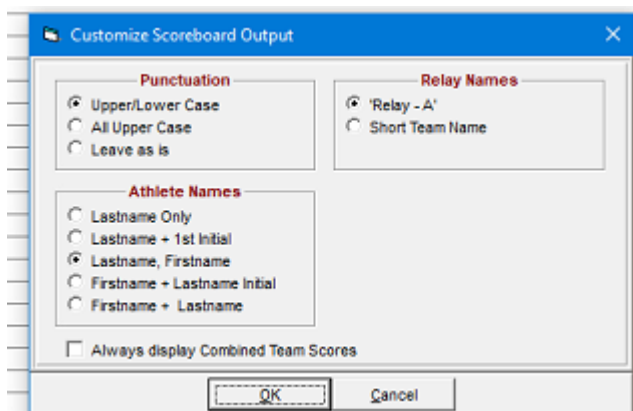 Customize Scoreboard Output
Punctuation
Upper/Lower Case
All Upper Case
Leave as is
Relay Names
'Relay - A'
Short Team Name
Athlete Names
Lastname Only
Lastname + 1st Initial
Lastname, Firstname
Firstname + Lastname Initial
Firstname + Lastname
Always display Combined Team Scores
OK
Cancel